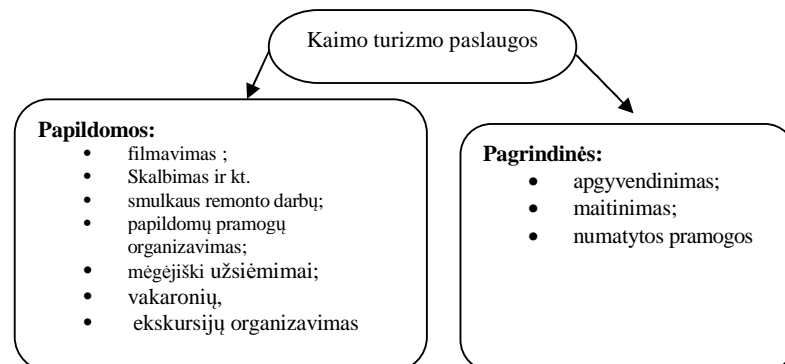 Kaimo turizmo paslaugos
Papildomos:
• filmavimas ;
• Skalbimas ir kt.
• smulkaus remonto darbų;
• papildomų pramogų
organizavimas;
• mėgėjiški užsiėmimai;
• vakaronių,
• ekskursijų organizavimas
Pagrindinės:
• apgyvendinimas;
• maitinimas;
• numatytos pramogos